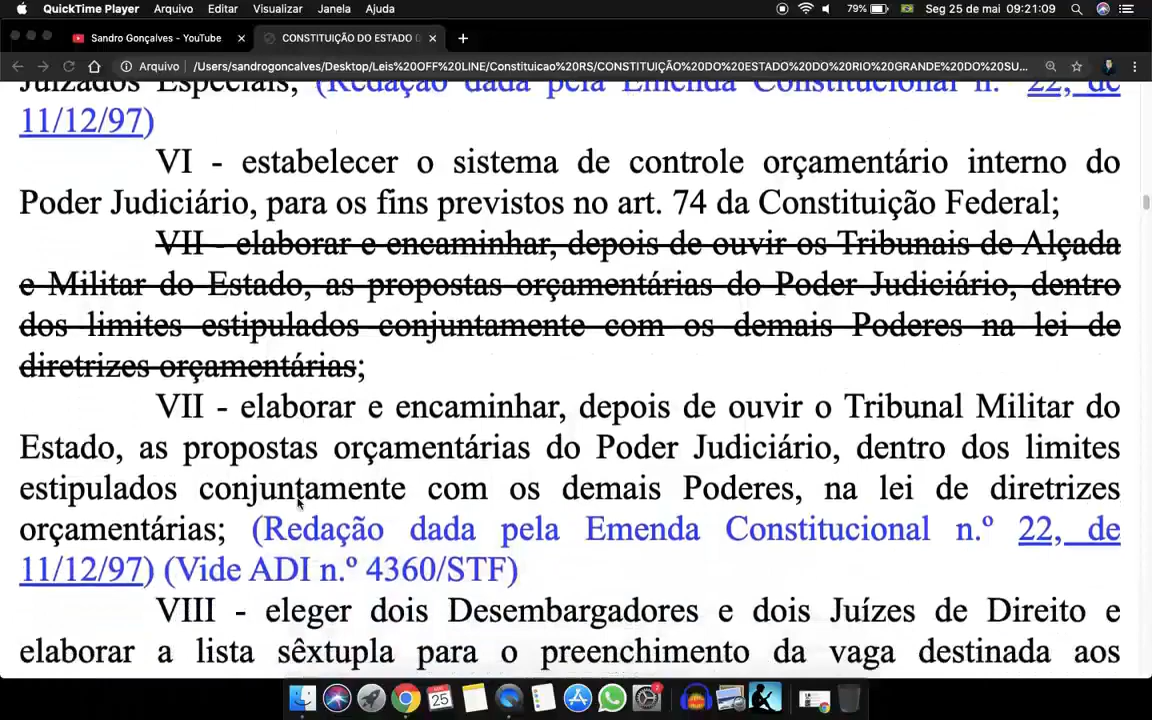 QuickTime Player Arquivo Editar Visualizar Janela Ajuda 79% Seg 25 de mai 09:21:09
Sandro Gonçalves - YouTube CONSTITUIÇÃO DO ESTADO
Arquivo /Users/sandrogoncalves/Desktop/Leis%20OFF%20LINE/Constituicao%20RS/CONSTITUIÇÃO%20DO%20ESTADO%20DO%20RIO%20GRANDE%20DO%20SU...
Juizados Especiais; (Redação dada pela Emenda Constitucional n.º 22, de
11/12/97)
VI - estabelecer o sistema de controle orçamentário interno do
Poder Judiciário, para os fins previstos no art. 74 da Constituição Federal;
VII - elaborar e encaminhar, depois de ouvir os Tribunais de Alçada
e Militar do Estado, as propostas orçamentárias do Poder Judiciário, dentro
dos limites estipulados conjuntamente com os demais Poderes na lei de
diretrizes orçamentárias;
VII - elaborar e encaminhar, depois de ouvir o Tribunal Militar do
Estado, as propostas orçamentárias do Poder Judiciário, dentro dos limites
estipulados conjuntamente com os demais Poderes, na lei de diretrizes
orçamentárias; (Redação dada pela Emenda Constitucional n.º 22, de
11/12/97) (Vide ADI n.º 4360/STF)
VIII - eleger dois Desembargadores e dois Juízes de Direito e
elaborar a lista sêxtupla para o preenchimento da vaga destinada aos